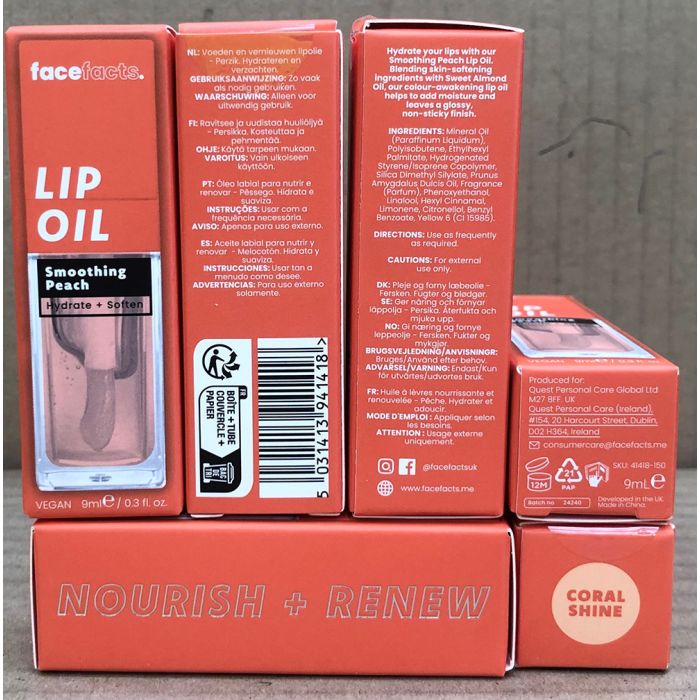 facefacts.
LIP
OIL
Smoothing
Peach
Hydrate + Soften
VEGAN 9ml℮ / 0.3 fl. oz.
NL: Voeden en vernieuwen lipolie
- Perzik. Hydrateren en
verzachten.
GEBRUIKSAANWIJZING: Zo vaak
als nodig gebruiken.
WAARSCHUWING: Alleen voor
uitwendig gebruik.
FI: Ravitsee ja uudistaa huuliöljyä
- Persikka. Kosteuttaa ja
pehmentää.
OHJE: Käytä tarpeen mukaan.
VAROITUS: Vain ulkoiseen
käyttöön.
PT: Óleo labial para nutrir e
renovar - Pêssego. Hidrata e
suaviza.
INSTRUÇÕES: Usar com a
frequência necessária.
AVISO: Apenas para uso externo.
ES: Aceite labial para nutrir y
renovar - Melocotón. Hidrata y
suaviza.
INSTRUCCIONES: Usar tan a
menudo como desee.
ADVERTENCIAS: Para uso externo
solamente.
FR
BOÎTE + TUBE
COUVERCLE +
PAPIER
BAC
DE TRI
5 031413 941418>
Hydrate your lips with our
Smoothing Peach Lip Oil.
Blending skin-softening
ingredients with Sweet Almond
Oil, our colour-awakening lip oil
helps to add moisture and
leaves a glossy,
non-sticky finish.
INGREDIENTS: Mineral Oil
(Paraffinum Liquidum),
Polyisobutene, Ethylhexyl
Palmitate, Hydrogenated
Styrene/Isoprene Copolymer,
Silica Dimethyl Silylate, Prunus
Amygdalus Dulcis Oil, Fragrance
(Parfum), Phenoxyethanol,
Linalool, Hexyl Cinnamal,
Limonene, Citronellol, Benzyl
Benzoate, Yellow 6 (CI 15985).
DIRECTIONS: Use as frequently
as required.
CAUTIONS: For external
use only.
DK: Pleje og forny læbeolie -
Fersken. Fugter og blødgør.
SE: Ger näring och förnyar
läppolja - Persika. Återfukta och
mjuka upp.
NO: Gi næring og fornye
leppeolje - Fersken. Fukter og
mykgjør.
BRUGSVEJLEDNING/ANVISNINGR:
Bruges/Använd efter behov.
ADVARSEL/VARNING: Endast/Kun
för utvärtes/udvortes bruk.
FR: Huile à lèvres nourrissante et
renouvelée - Pêche. Hydrater et
adoucir.
MODE D'EMPLOI : Appliquer selon
les besoins.
ATTENTION : Usage externe
uniquement.
@facefactsuk
www.facefacts.me
LIP
OIL
VEGAN
Produced for:
Quest Personal Care Global Ltd
M27 8FF. UK
Quest Personal Care (Ireland),
#154, 20 Harcourt Street, Dublin,
D02 H364, Ireland
consumercare@facefacts.me
SKU: 41418-150
12M
21
PAP
9mL℮
Batch no 24240
Developed in the UK.
Made in China.
NOURISH + RENEW
CORAL
SHINE